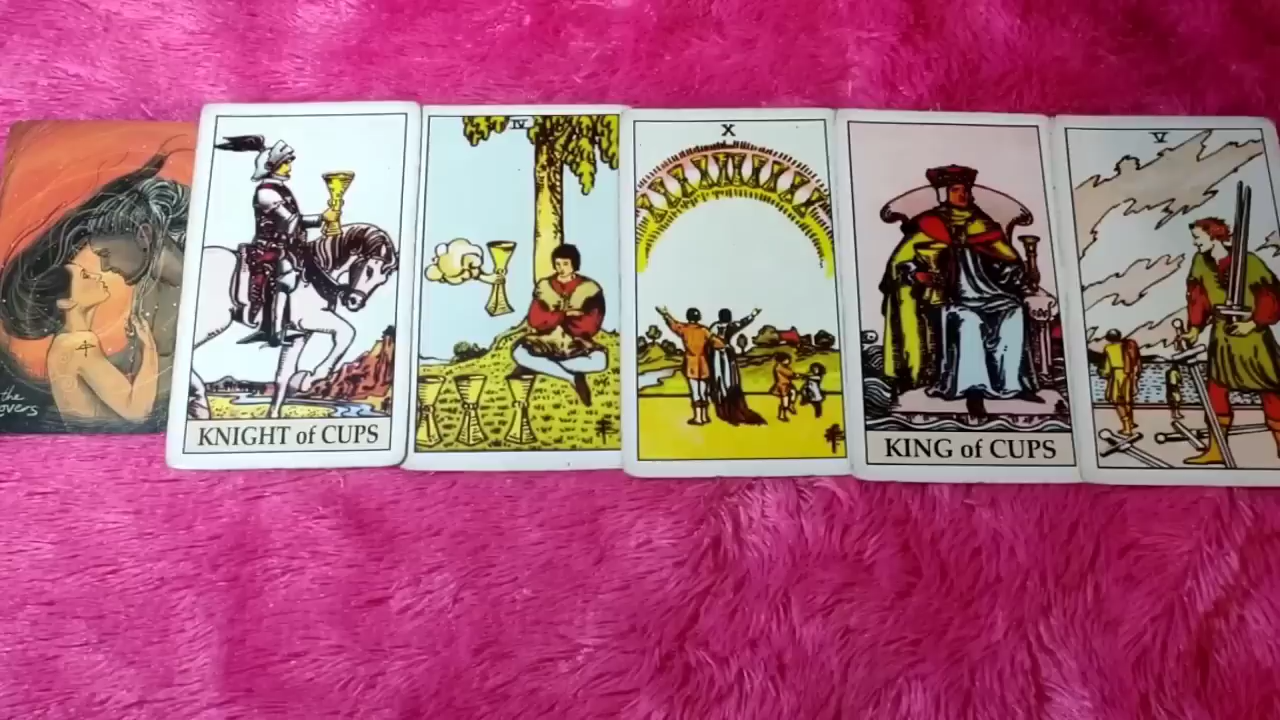 the
overs
KNIGHT of CUPS
IV
X
KING of CUPS
V